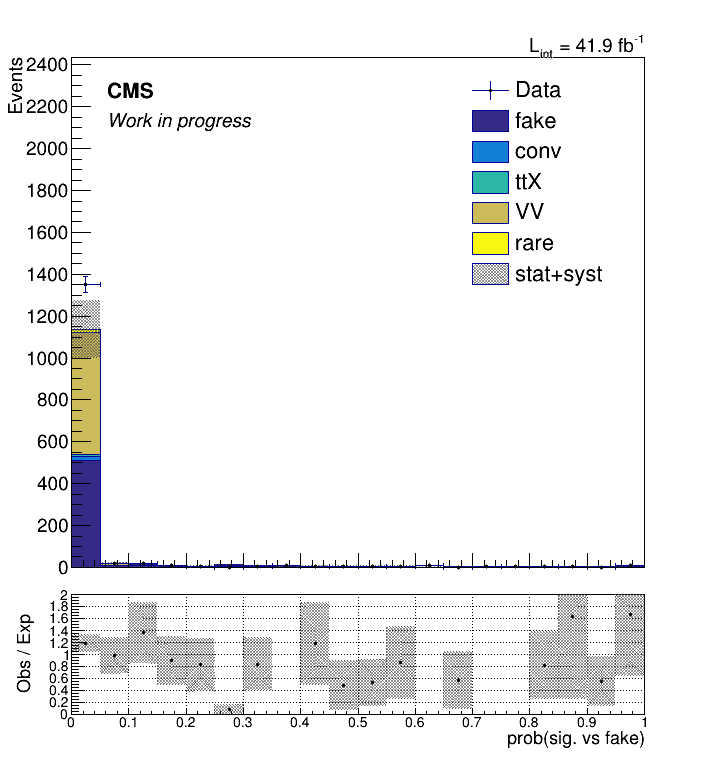 L_int = 41.9 fb^-1
Events
2400
2200
2000
1800
1600
1400
1200
1000
800
600
400
200
0
CMS
Work in progress
Data
fake
conv
ttX
VV
rare
stat+syst
Obs / Exp
2
1.8
1.6
1.4
1.2
1
0.8
0.6
0.4
0.2
0
0 0.1 0.2 0.3 0.4 0.5 0.6 0.7 0.8 0.9 1
prob(sig. vs fake)